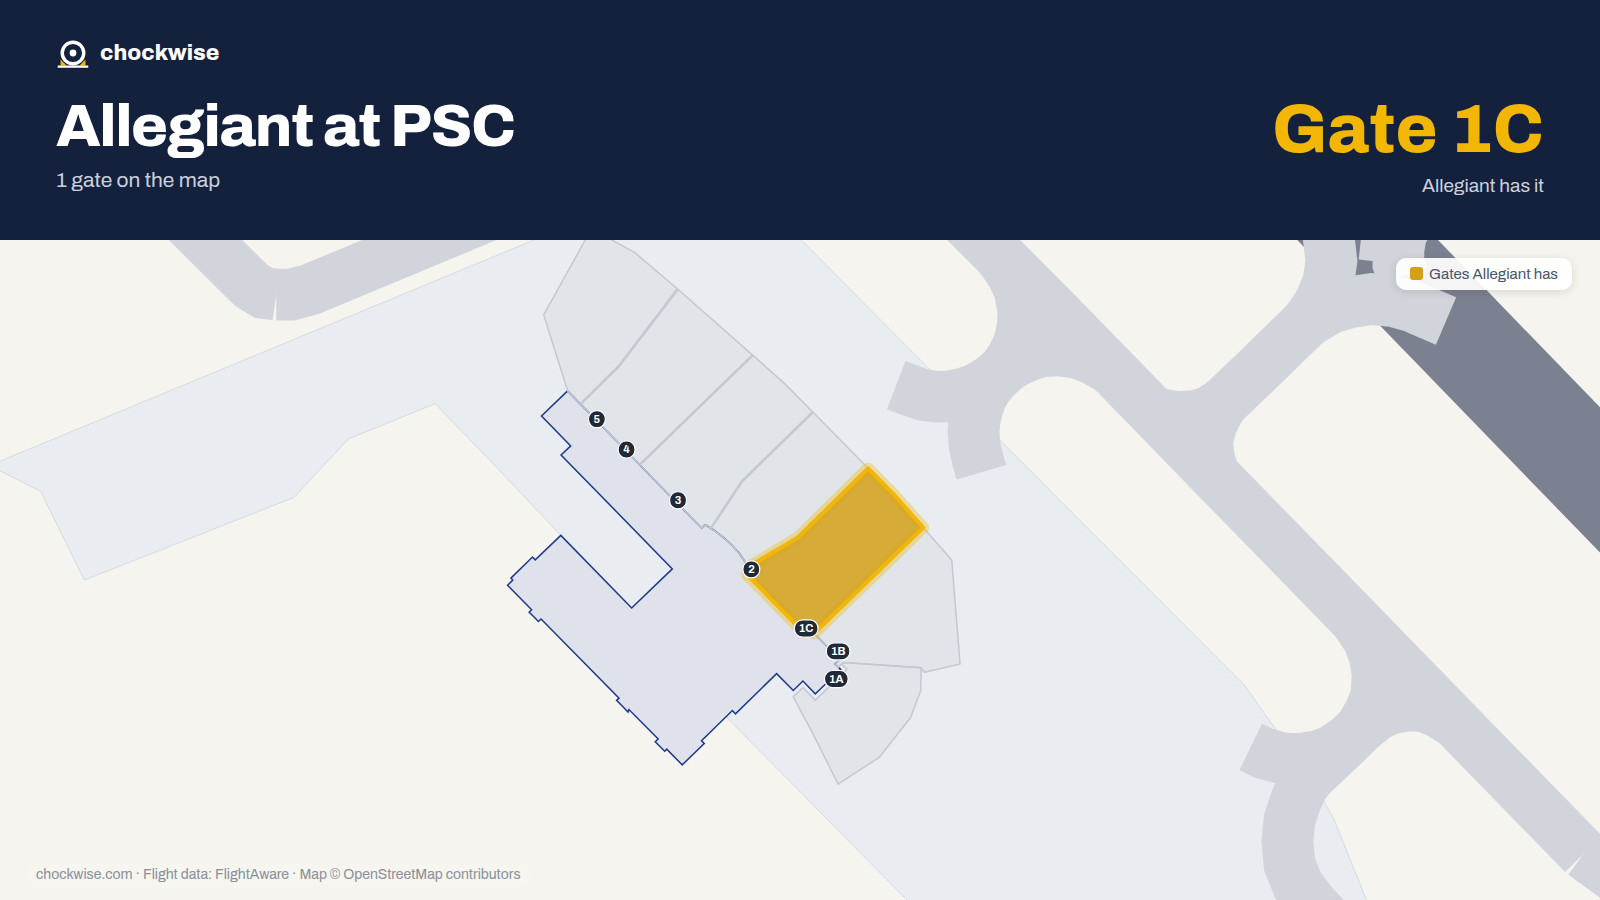 chockwise
Allegiant at PSC
1 gate on the map
Gate 1C
Allegiant has it
Gates Allegiant has
5
4
3
2
1C
1B
1A
chockwise.com · Flight data: FlightAware · Map © OpenStreetMap contributors